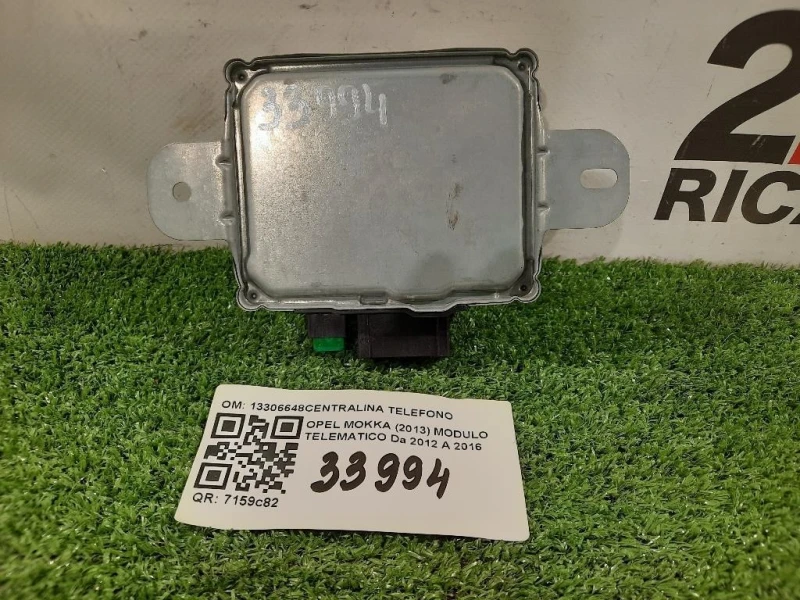 33994
2
RICA
OM: 13306648CENTRALINA TELEFONO
OPEL MOKKA (2013) MODULO
TELEMATICO Da 2012 A 2016
33994
QR: 7159c82